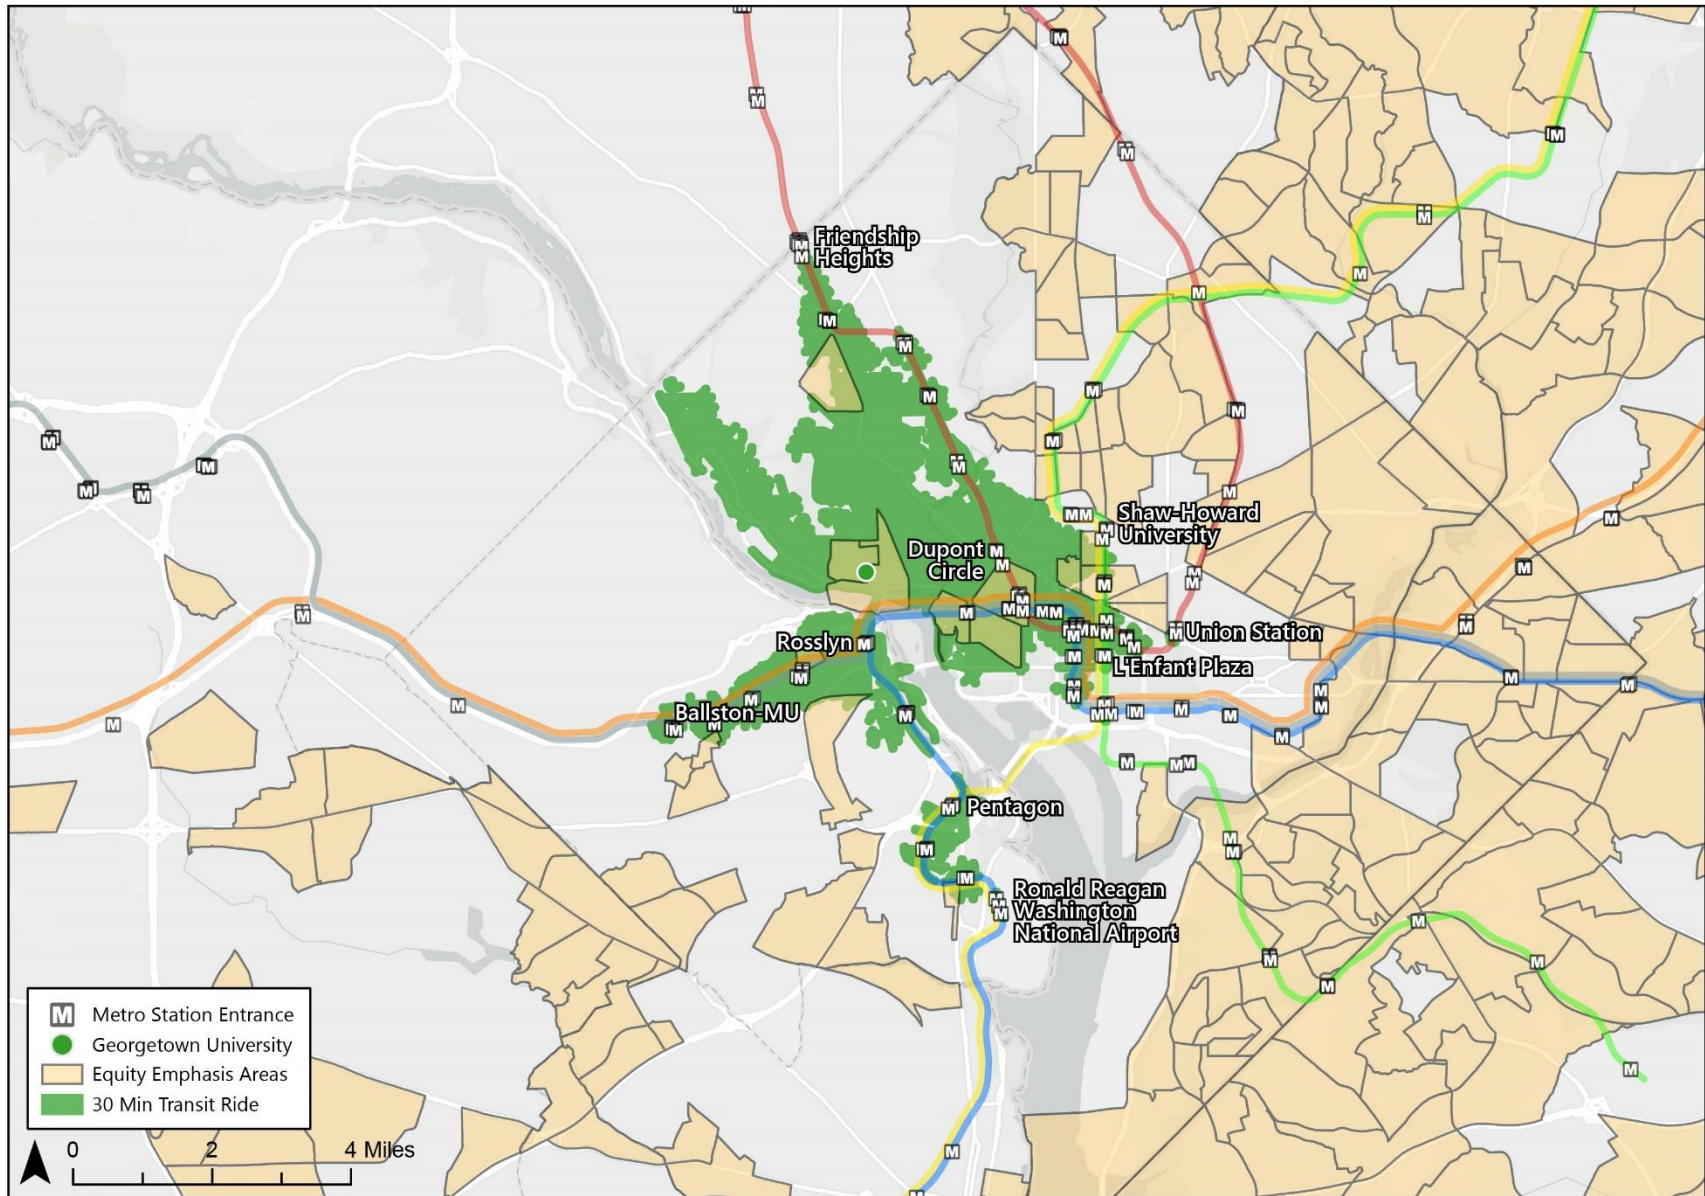 Friendship
Heights
Shaw-Howard
University
Dupont
Circle
Rosslyn
Union Station
L'Enfant Plaza
Ballston-MU
Pentagon
Ronald Reagan
Washington
National Airport
M Metro Station Entrance
Georgetown University
Equity Emphasis Areas
30 Min Transit Ride
0 2 4 Miles